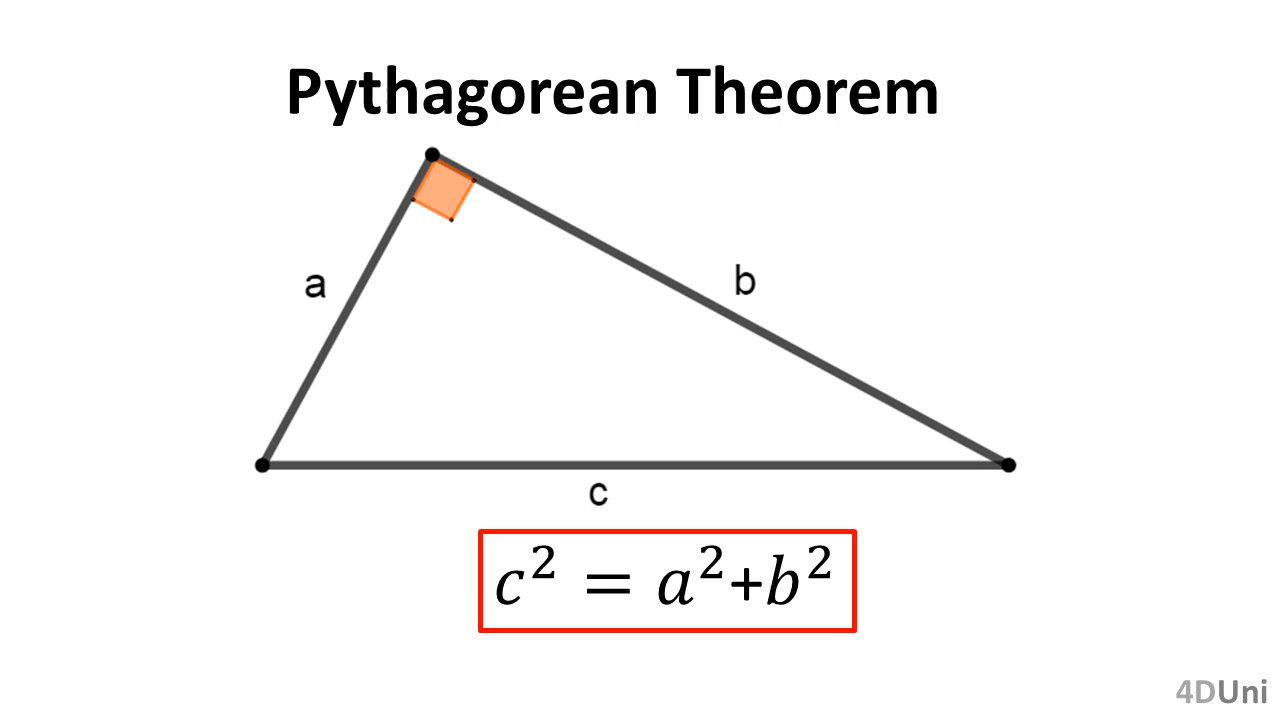 Pythagorean Theorem
a
b
c
c² = a²+b²
4DUni